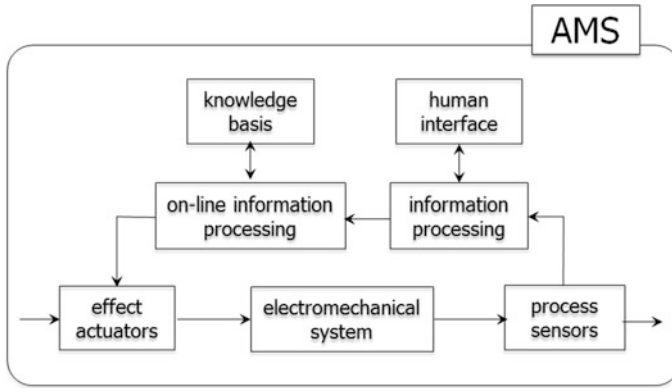 AMS
knowledge
basis
human
interface
on-line information
processing
information
processing
effect
actuators
electromechanical
system
process
sensors